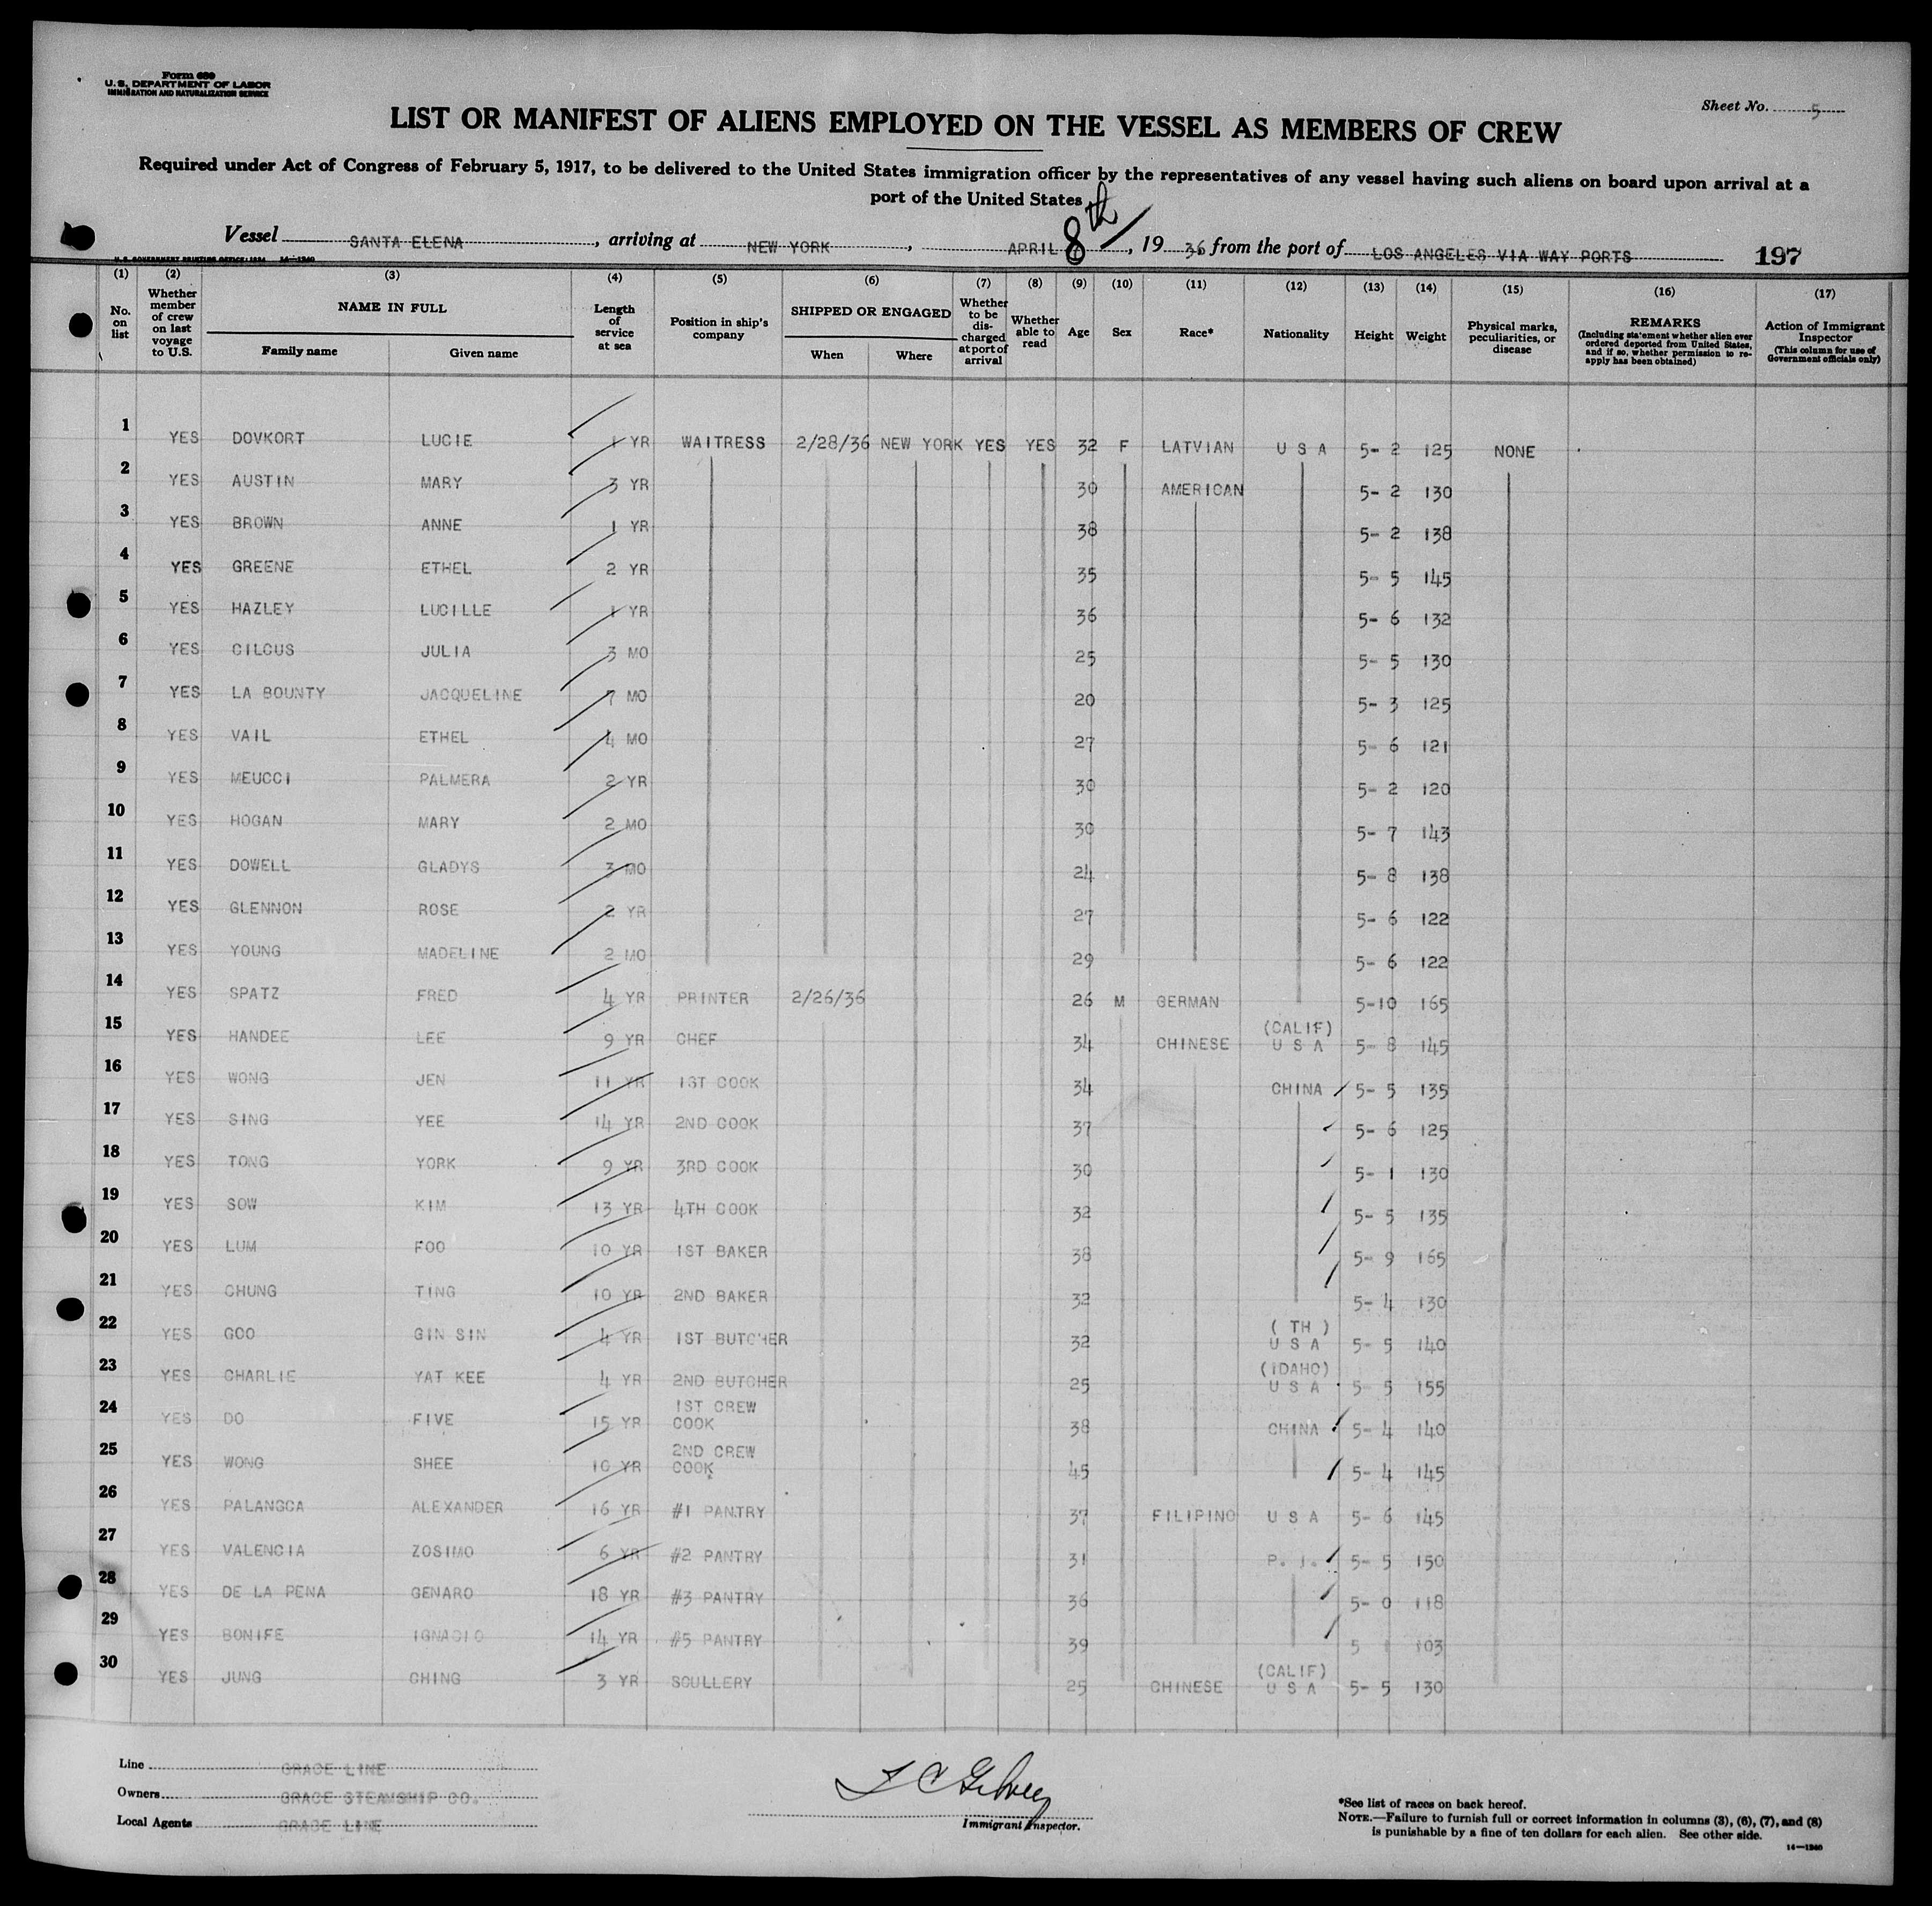 Form 680
U. S. DEPARTMENT OF LABOR
IMMIGRATION AND NATURALIZATION SERVICE
Sheet No. 5
LIST OR MANIFEST OF ALIENS EMPLOYED ON THE VESSEL AS MEMBERS OF CREW
Required under Act of Congress of February 5, 1917, to be delivered to the United States immigration officer by the representatives of any vessel having such aliens on board upon arrival at a
port of the United States
Vessel SANTA ELENA, arriving at NEW YORK, APRIL 8th, 19 36 from the port of LOS ANGELES VIA WAY PORTS 197
U. S. GOVERNMENT PRINTING OFFICE: 1934 14—1240
(1) (2) (3) (4) (5) (6) (7) (8) (9) (10) (11) (12) (13) (14) (15) (16) (17)
No. on list
Whether member of crew on last voyage to U.S.
NAME IN FULL
Family name
Given name
Length of service at sea
Position in ship's company
SHIPPED OR ENGAGED
When
Where
Whether to be discharged at port of arrival
Whether able to read
Age
Sex
Race*
Nationality
Height
Weight
Physical marks, peculiarities, or disease
REMARKS
(Including statement whether alien ever ordered deported from United States, and if so, whether permission to re-apply has been obtained)
Action of Immigrant Inspector
(This column for use of Government officials only)
1 YES DOVKORT LUCIE 1 YR WAITRESS 2/28/36 NEW YORK YES YES 32 F LATVIAN U S A 5- 2 125 NONE
2 YES AUSTIN MARY 3 YR 30 AMERICAN 5- 2 130
3 YES BROWN ANNE 1 YR 38 5- 2 138
4 YES GREENE ETHEL 2 YR 35 5- 5 145
5 YES HAZLEY LUCILLE 1 YR 36 5- 6 132
6 YES CILCUS JULIA 3 MO 25 5- 5 130
7 YES LA BOUNTY JACQUELINE 7 MO 20 5- 3 125
8 YES VAIL ETHEL 4 MO 27 5- 6 121
9 YES MEUCCI PALMERA 2 YR 30 5- 2 120
10 YES HOGAN MARY 2 MO 30 5- 7 143
11 YES DOWELL GLADYS 3 MO 24 5- 8 138
12 YES GLENNON ROSE 2 YR 27 5- 6 122
13 YES YOUNG MADELINE 2 MO 29 5- 6 122
14 YES SPATZ FRED 4 YR PRINTER 2/26/36 26 M GERMAN 5-10 165
15 YES HANDEE LEE 9 YR CHEF 34 CHINESE (CALIF) U S A 5- 8 145
16 YES WONG JEN 11 YR 1ST COOK 34 CHINA 5- 5 135
17 YES SING YEE 14 YR 2ND COOK 37 5- 6 125
18 YES TONG YORK 9 YR 3RD COOK 30 5- 1 130
19 YES SOW KIM 13 YR 4TH COOK 32 5- 5 135
20 YES LUM FOO 10 YR 1ST BAKER 38 5- 9 165
21 YES CHUNG TING 10 YR 2ND BAKER 32 5- 4 130
22 YES GOO GIN SIN 4 YR 1ST BUTCHER 32 ( TH ) U S A 5- 5 140
23 YES CHARLIE YAT KEE 4 YR 2ND BUTCHER 25 (IDAHO) U S A 5- 5 155
24 YES DO FIVE 15 YR 1ST CREW COOK 38 CHINA 5- 4 140
25 YES WONG SHEE 10 YR 2ND CREW COOK 45 5- 4 145
26 YES PALANGCA ALEXANDER 16 YR #1 PANTRY 37 FILIPINO U S A 5- 6 145
27 YES VALENCIA ZOSIMO 6 YR #2 PANTRY 31 P. I. 5- 5 150
28 YES DE LA PENA GENARO 18 YR #3 PANTRY 36 5- 0 118
29 YES BONIFE IGNACIO 14 YR #5 PANTRY 39 5 1 103
30 YES JUNG CHING 3 YR SCULLERY 25 CHINESE (CALIF) U S A 5- 5 130
Line GRACE LINE
Owners GRACE STEAMSHIP CO.
Local Agents GRACE LINE
Immigrant Inspector.
*See list of races on back hereof.
NOTE.—Failure to furnish full or correct information in columns (3), (6), (7), and (8)
is punishable by a fine of ten dollars for each alien. See other side.
14—1240